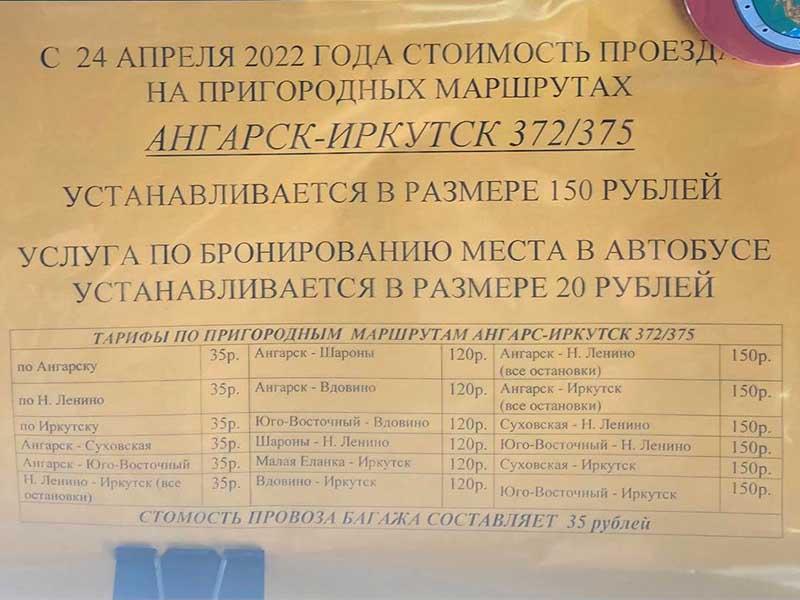 С 24 АПРЕЛЯ 2022 ГОДА СТОИМОСТЬ ПРОЕЗДА
НА ПРИГОРОДНЫХ МАРШРУТАХ
АНГАРСК-ИРКУТСК 372/375
УСТАНАВЛИВАЕТСЯ В РАЗМЕРЕ 150 РУБЛЕЙ
УСЛУГА ПО БРОНИРОВАНИЮ МЕСТА В АВТОБУСЕ
УСТАНАВЛИВАЕТСЯ В РАЗМЕРЕ 20 РУБЛЕЙ
ТАРИФЫ ПО ПРИГОРОДНЫМ МАРШРУТАМ АНГАРС-ИРКУТСК 372/375
по Ангарску 35р. Ангарск - Шароны 120р. Ангарск - Н. Ленино 150р.
(все остановки)
по Н. Ленино 35р. Ангарск - Вдовино 120р. Ангарск - Иркутск 150р.
(все остановки)
по Иркутску 35р. Юго-Восточный - Вдовино 120р. Суховская - Н. Ленино 150р.
Ангарск - Суховская 35р. Шароны - Н. Ленино 120р. Юго-Восточный - Н. Ленино 150р.
Ангарск - Юго-Восточный 35р. Малая Еланка - Иркутск 120р. Суховская - Иркутск 150р.
Н. Ленино - Иркутск (все 35р. Вдовино - Иркутск 120р. Юго-Восточный - Иркутск 150р.
остановки)
СТОМОСТЬ ПРОВОЗА БАГАЖА СОСТАВЛЯЕТ 35 рублей